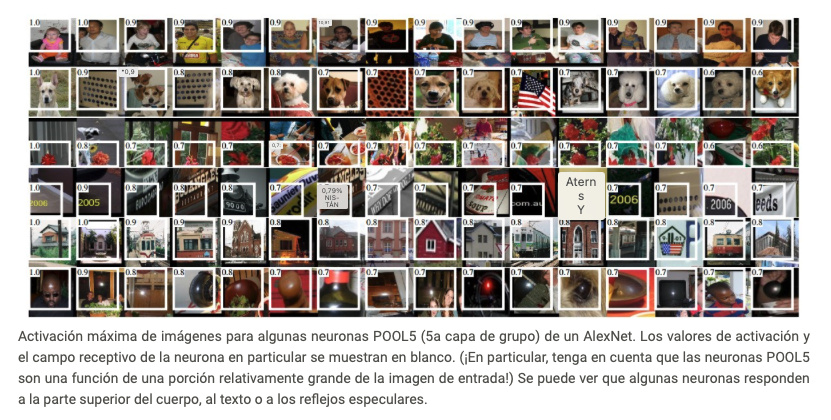 1.0 0.9 0.9 0.9 0.9 0.9 0.9 0.9 0.9 0.9 0.9 0.9 0.9 0.9 0.9
1.0 0.9 0.8 0.8 0.8 0.7 0.7 0.7 0.7 0.7 0.7 0.7 0.7 0.6 0.6
1.0 0.8 0.7 0.7 0.7 0.7 0.7 0.7 0.7 0.7 0.7 0.7 0.7 0.6 0.6
1.0 0.9 0.8 0.8 0.8 0.7 0,79% 0.7 0.7 0.7 0.7 Atern 0.7 0.7 0.7 0.7
NIS-
TÁN
s
Y
2006 2005 SOUP com.au 2006 2006 eeds
1.0 1.0 0.9 0.8 0.8 0.8 0.8 0.8 0.8 0.8 0.8 0.8 0.8 0.8 0.8
1.0 0.9 0.8 0.8 0.8 0.7 0.7 0.7 0.7 0.7 0.7 0.7 0.7 0.7 0.7
Activación máxima de imágenes para algunas neuronas POOL5 (5a capa de grupo) de un AlexNet. Los valores de activación y
el campo receptivo de la neurona en particular se muestran en blanco. (¡En particular, tenga en cuenta que las neuronas POOL5
son una función de una porción relativamente grande de la imagen de entrada!) Se puede ver que algunas neuronas responden
a la parte superior del cuerpo, al texto o a los reflejos especulares.